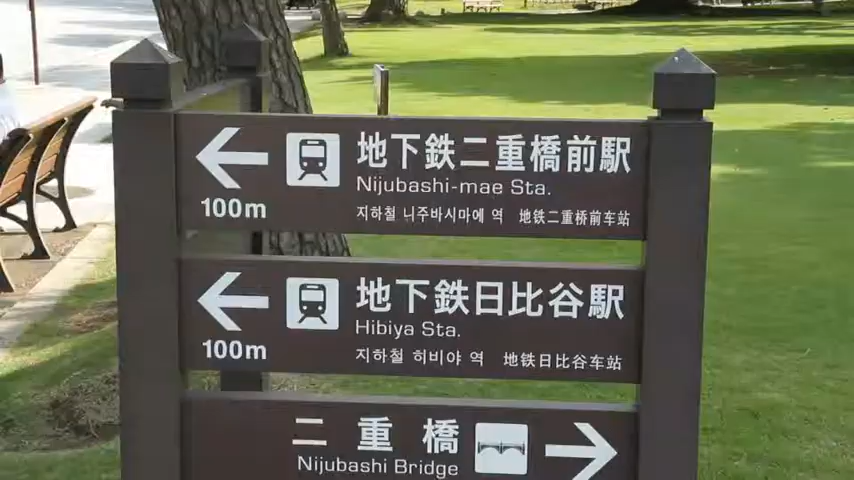 地下鉄二重橋前駅
Nijubashi-mae Sta.
100m
지하철 니주바시마에 역 地铁二重橋前车站
地下鉄日比谷駅
Hibiya Sta.
100m
지하철 히비야 역 地铁日比谷车站
二重橋
Nijubashi Bridge